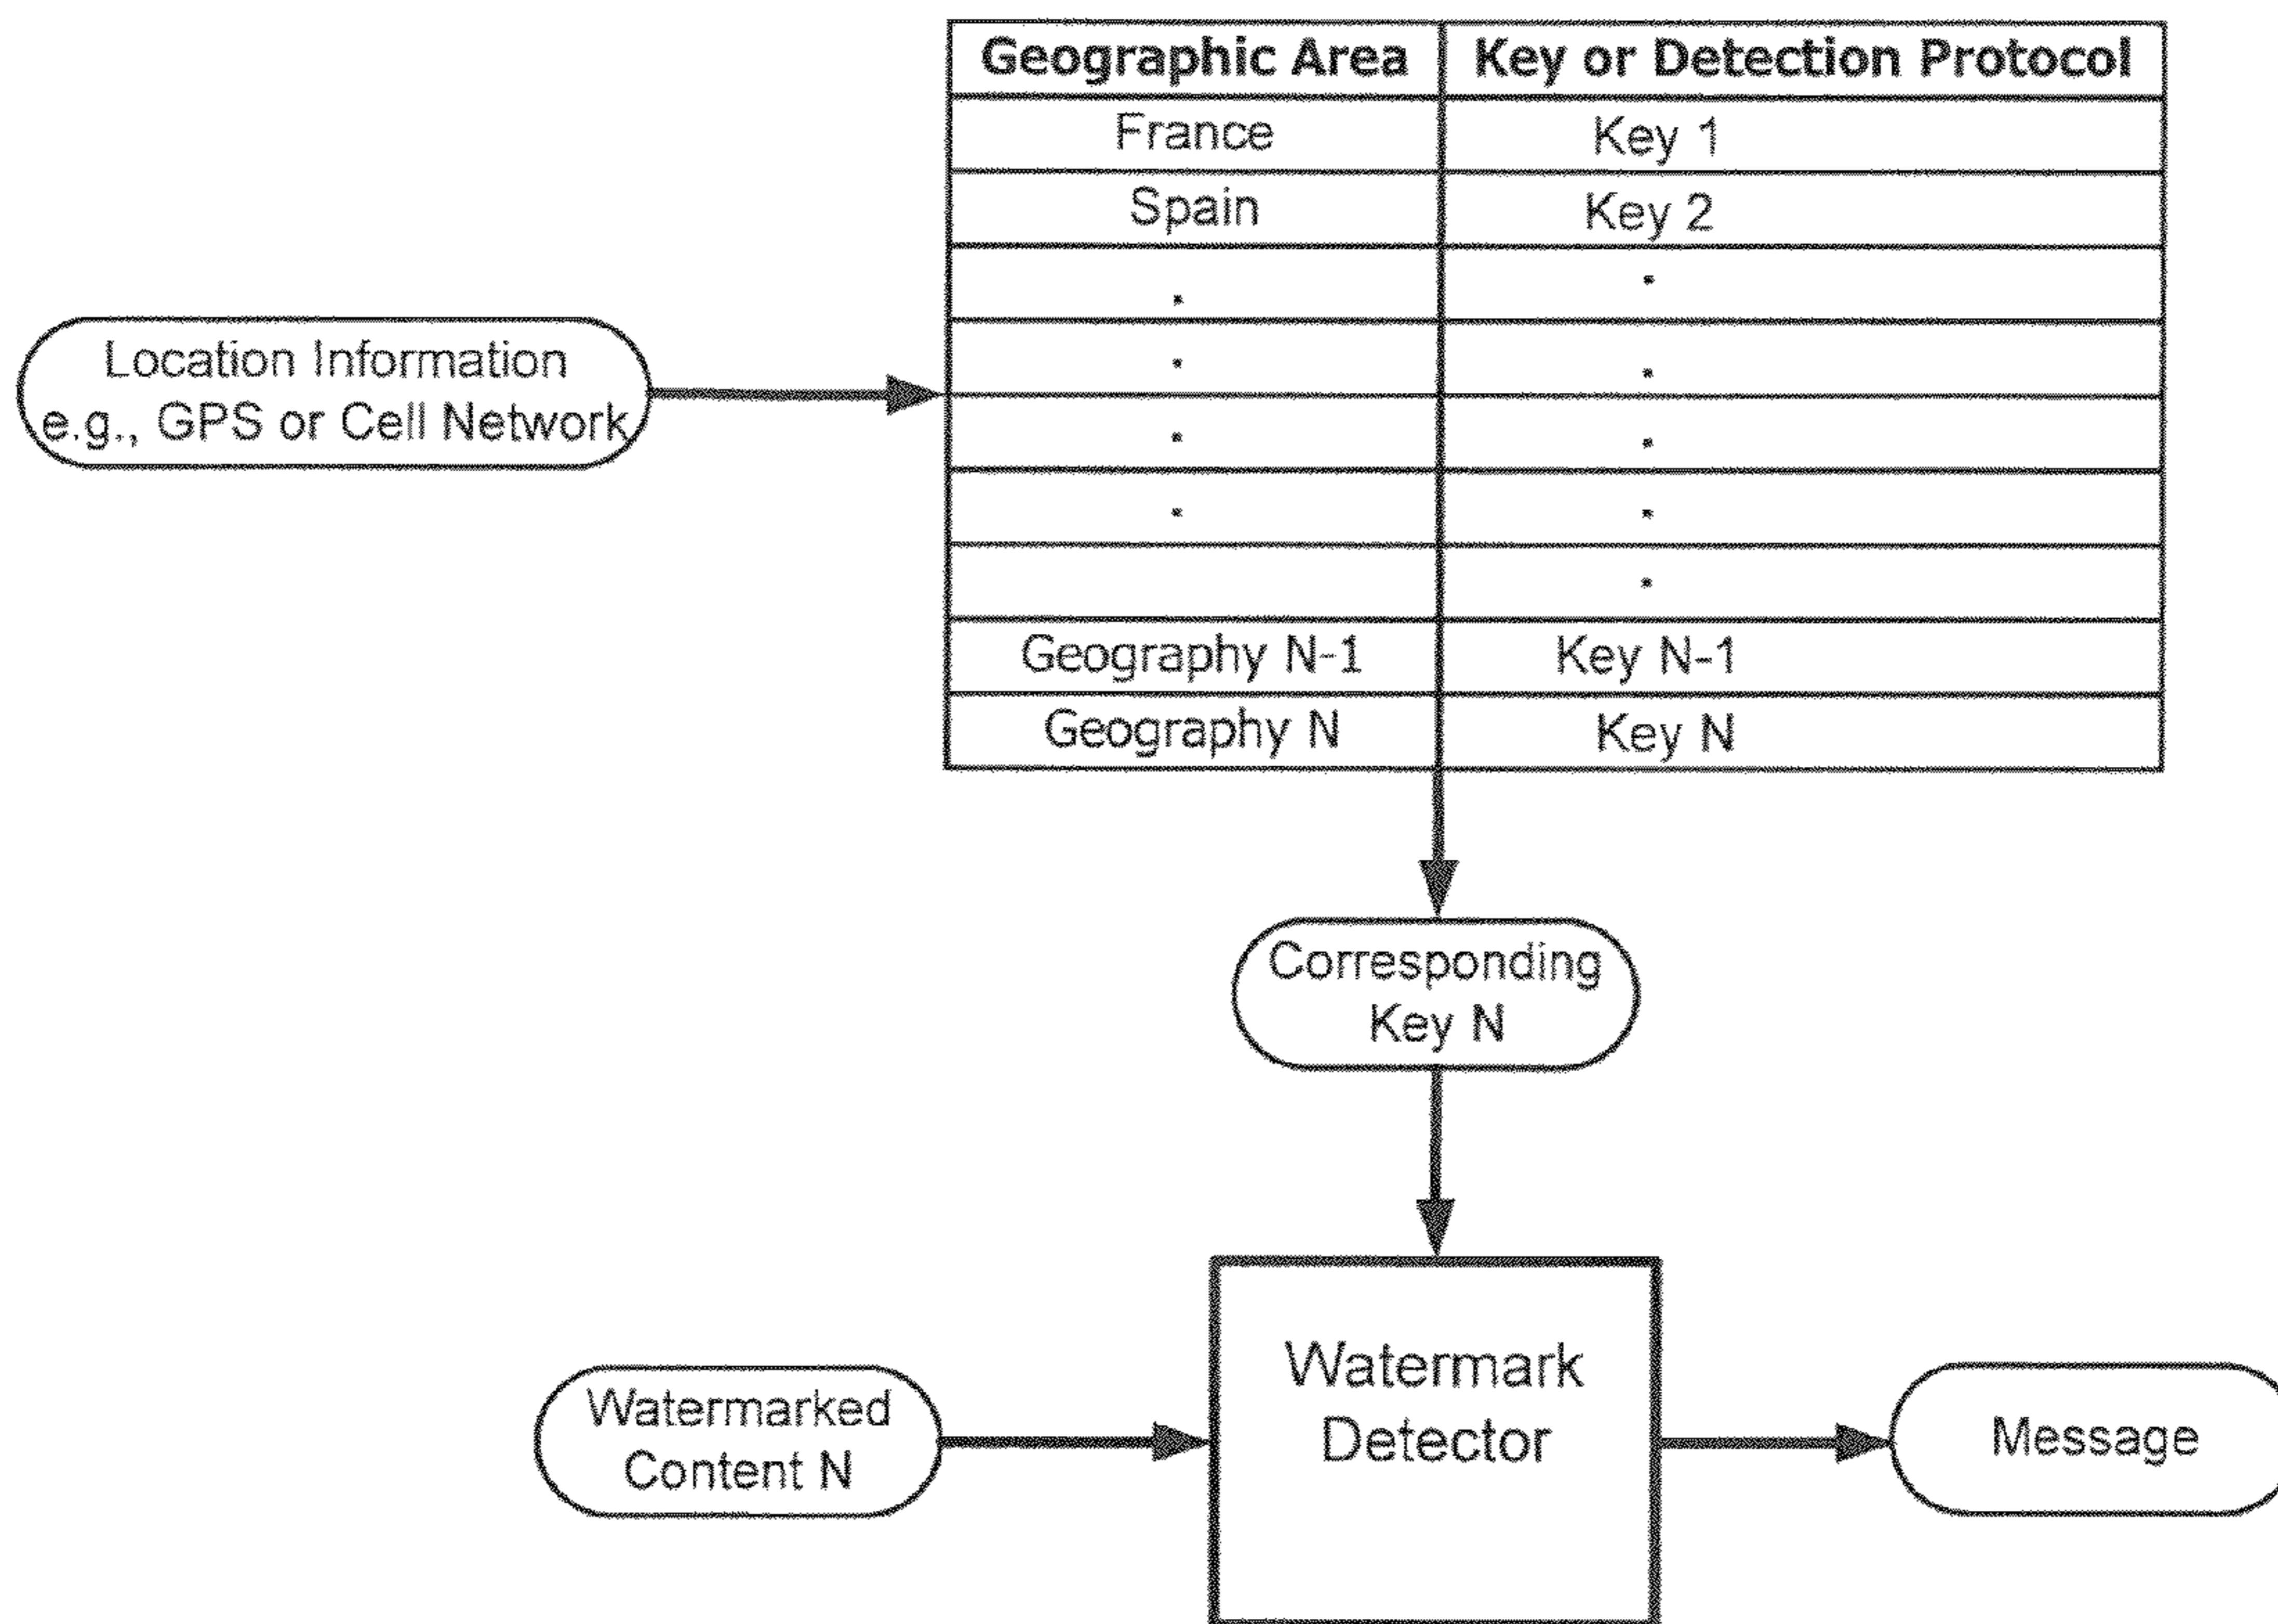 Geographic Area Key or Detection Protocol
France Key 1
Spain Key 2
. .
. .
. .
. .
.
Geography N-1 Key N-1
Geography N Key N
Location Information
e.g., GPS or Cell Network
Corresponding
Key N
Watermarked
Content N
Watermark
Detector
Message